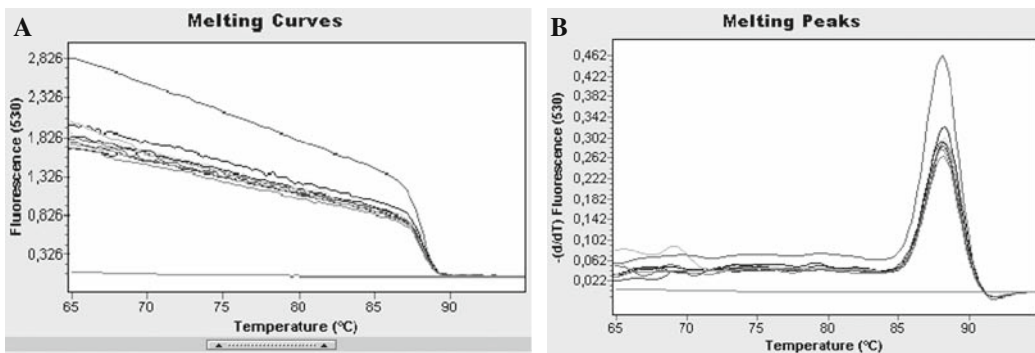 A
Melting Curves
Fluorescence (530)
2,826
2,326
1,826
1,326
0,826
0,326
65 70 75 80 85 90
Temperature (°C)
B
Melting Peaks
-(d/dT) Fluorescence (530)
0,462
0,422
0,382
0,342
0,302
0,262
0,222
0,182
0,142
0,102
0,062
0,022
65 70 75 80 85 90
Temperature (°C)